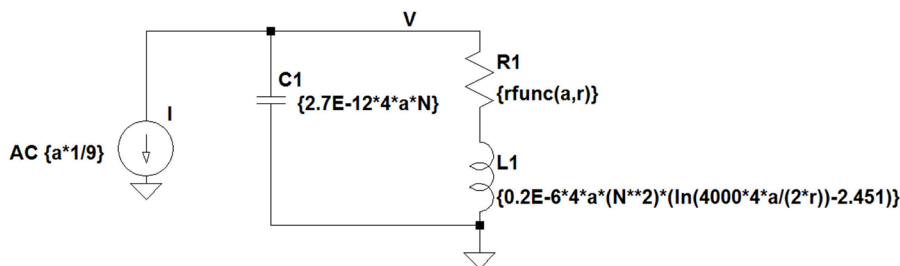 V
R1
{rfunc(a,r)}
C1
{2.7E-12*4*a*N}
I
AC {a*1/9}
L1
{0.2E-6*4*a*(N**2)*(ln(4000*4*a/(2*r))-2.451)}